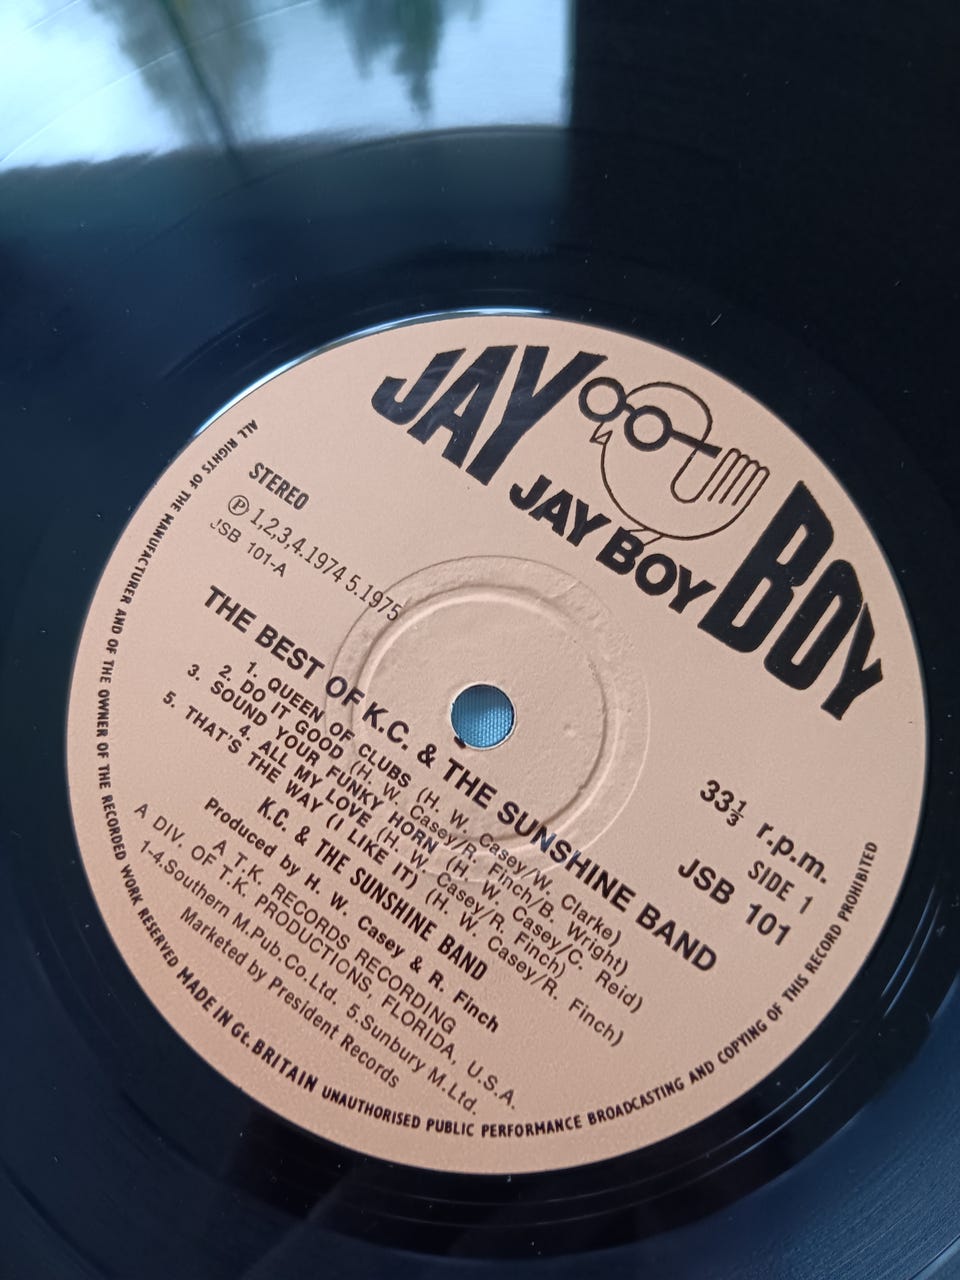 JAY BOY
JAY BOY
STEREO
Ⓟ 1,2,3,4.1974 5.1975
JSB 101-A
33⅓ r.p.m.
SIDE 1
JSB 101
THE BEST OF K.C. & THE SUNSHINE BAND
1. QUEEN OF CLUBS (H. W. Casey/W. Clarke)
2. DO IT GOOD (H. W. Casey/R. Finch/B. Wright)
3. SOUND YOUR FUNKY HORN (H. W. Casey/C. Reid)
4. ALL MY LOVE (H. W. Casey/R. Finch)
5. THAT'S THE WAY (I LIKE IT) (H. W. Casey/R. Finch)
K.C. & THE SUNSHINE BAND
Produced by H. W. Casey & R. Finch
A T.K. RECORDS RECORDING
A DIV. OF T.K. PRODUCTIONS, FLORIDA, U.S.A.
1-4.Southern M.Pub.Co.Ltd. 5.Sunbury M.Ltd.
Marketed by President Records
ALL RIGHTS OF THE MANUFACTURER AND OF THE OWNER OF THE RECORDED WORK RESERVED MADE IN Gt.BRITAIN UNAUTHORISED PUBLIC PERFORMANCE BROADCASTING AND COPYING OF THIS RECORD PROHIBITED